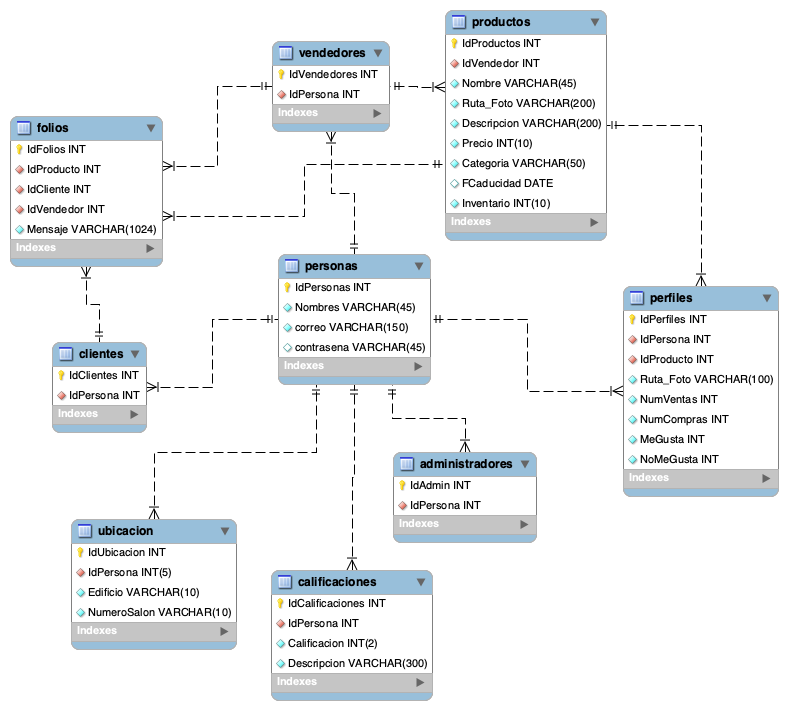 productos
IdProductos INT
IdVendedor INT
Nombre VARCHAR(45)
Ruta_Foto VARCHAR(200)
Descripcion VARCHAR(200)
Precio INT(10)
Categoria VARCHAR(50)
FCaducidad DATE
Inventario INT(10)
Indexes
vendedores
IdVendedores INT
IdPersona INT
Indexes
folios
IdFolios INT
IdProducto INT
IdCliente INT
IdVendedor INT
Mensaje VARCHAR(1024)
Indexes
personas
IdPersonas INT
Nombres VARCHAR(45)
correo VARCHAR(150)
contrasena VARCHAR(45)
Indexes
perfiles
IdPerfiles INT
IdPersona INT
IdProducto INT
Ruta_Foto VARCHAR(100)
NumVentas INT
NumCompras INT
MeGusta INT
NoMeGusta INT
Indexes
clientes
IdClientes INT
IdPersona INT
Indexes
administradores
IdAdmin INT
IdPersona INT
Indexes
ubicacion
IdUbicacion INT
IdPersona INT(5)
Edificio VARCHAR(10)
NumeroSalon VARCHAR(10)
Indexes
calificaciones
IdCalificaciones INT
IdPersona INT
Calificacion INT(2)
Descripcion VARCHAR(300)
Indexes